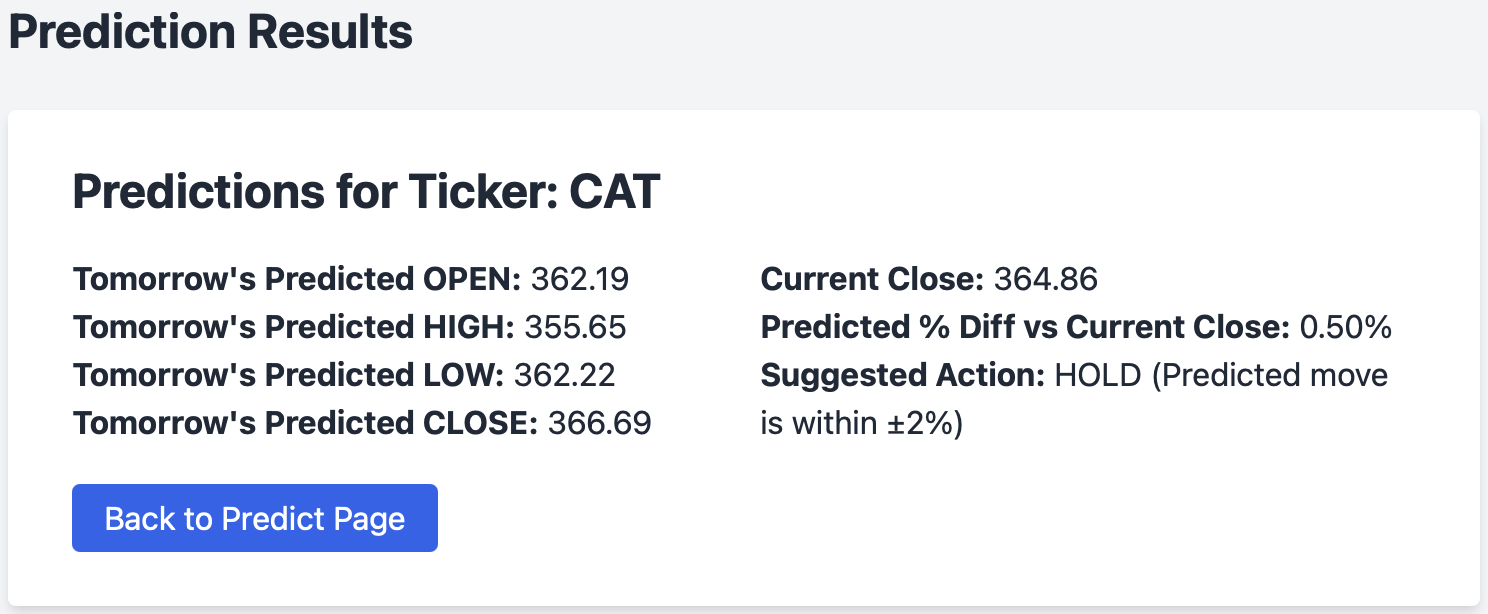 Prediction Results
Predictions for Ticker: CAT
Tomorrow's Predicted OPEN: 362.19
Tomorrow's Predicted HIGH: 355.65
Tomorrow's Predicted LOW: 362.22
Tomorrow's Predicted CLOSE: 366.69
Current Close: 364.86
Predicted % Diff vs Current Close: 0.50%
Suggested Action: HOLD (Predicted move
is within ±2%)
Back to Predict Page